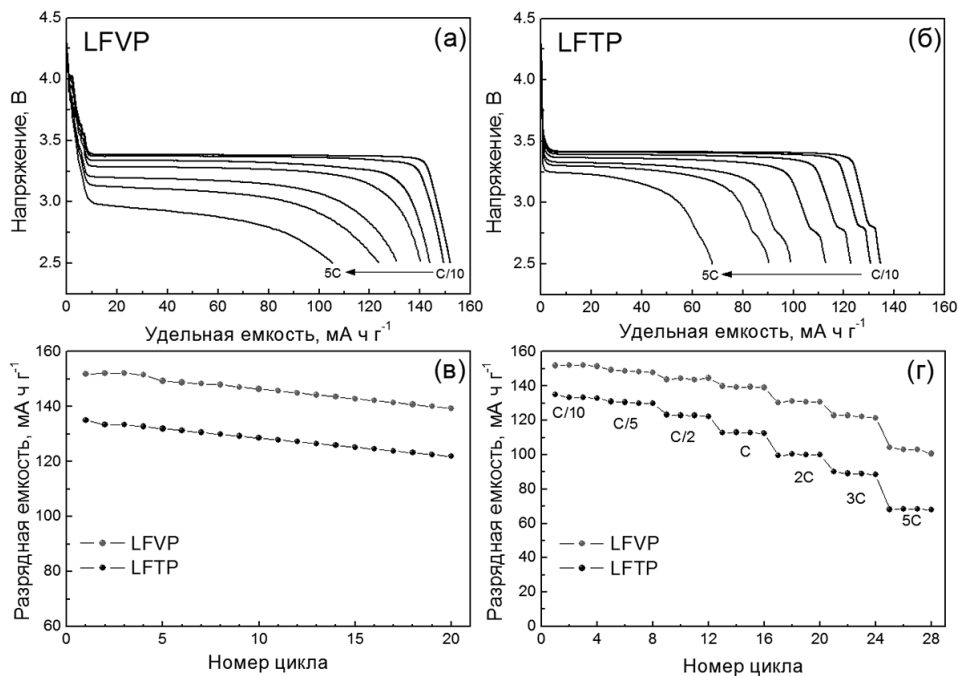 LFVP
(а)
4.5
4.0
3.5
3.0
2.5
Напряжение, В
5C
C/10
0 20 40 60 80 100 120 140 160
Удельная емкость, мА ч г-1
LFTP
(б)
4.5
4.0
3.5
3.0
2.5
Напряжение, В
5C
C/10
0 20 40 60 80 100 120 140 160
Удельная емкость, мА ч г-1
(в)
160
140
120
100
80
60
Разрядная емкость, мА ч г-1
LFVP
LFTP
0 5 10 15 20
Номер цикла
(г)
160
140
120
100
80
60
40
20
0
Разрядная емкость, мА ч г-1
C/10
C/5
C/2
C
2C
3C
5C
LFVP
LFTP
0 4 8 12 16 20 24 28
Номер цикла